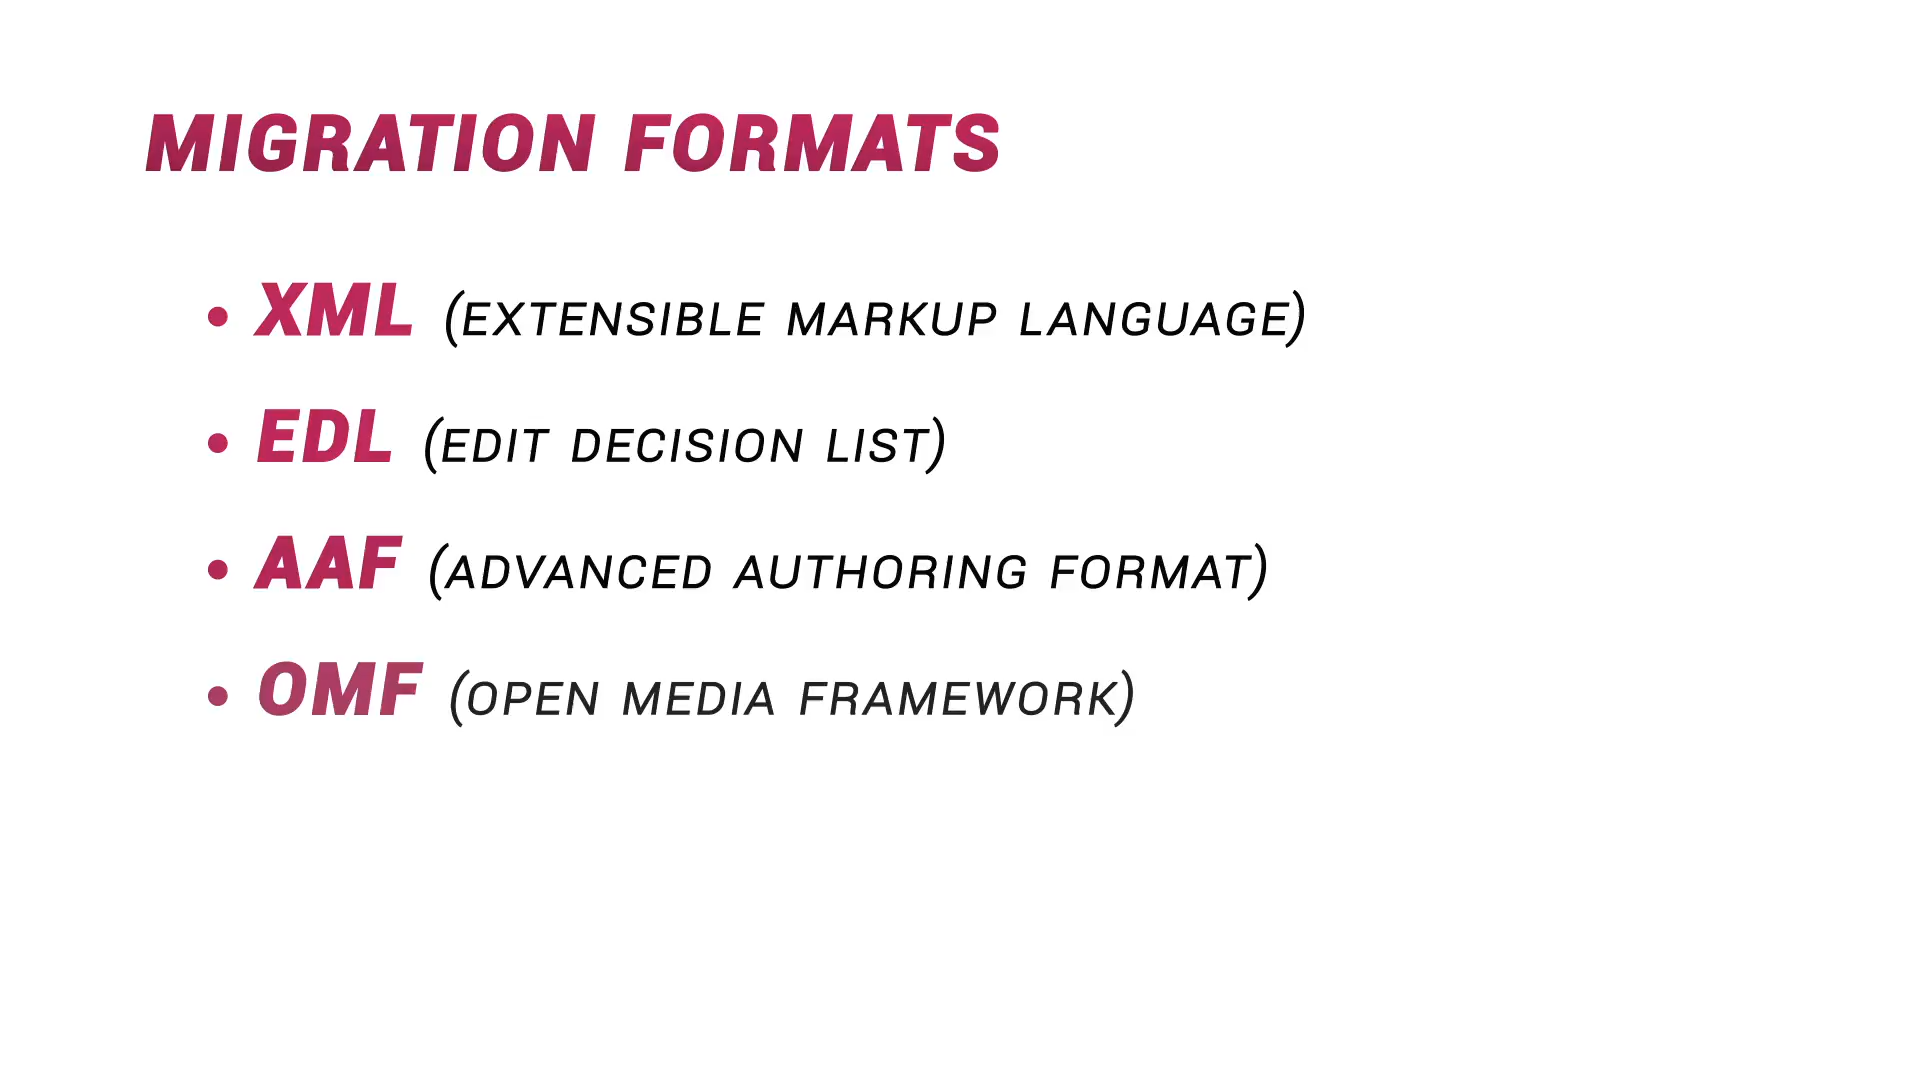 MIGRATION FORMATS
• XML (EXTENSIBLE MARKUP LANGUAGE)
• EDL (EDIT DECISION LIST)
• AAF (ADVANCED AUTHORING FORMAT)
• OMF (OPEN MEDIA FRAMEWORK)